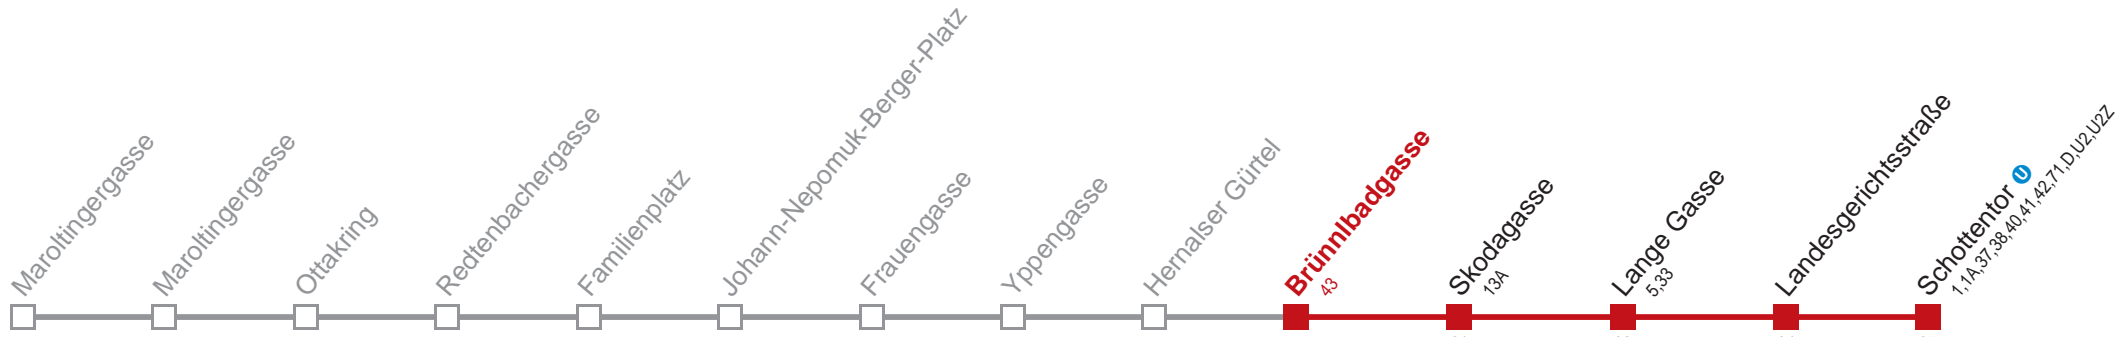 Maroltingergasse
Maroltingergasse
Ottakring
Redtenbachergasse
Familienplatz
Johann-Nepomuk-Berger-Platz
Frauengasse
Yppengasse
Hernalser Gürtel
Brünnlbadgasse
43
Skodagasse
13A
Lange Gasse
5,33
Landesgerichtsstraße
Schottentor U
1,1A,37,38,40,41,42,71,D,U2,U2Z